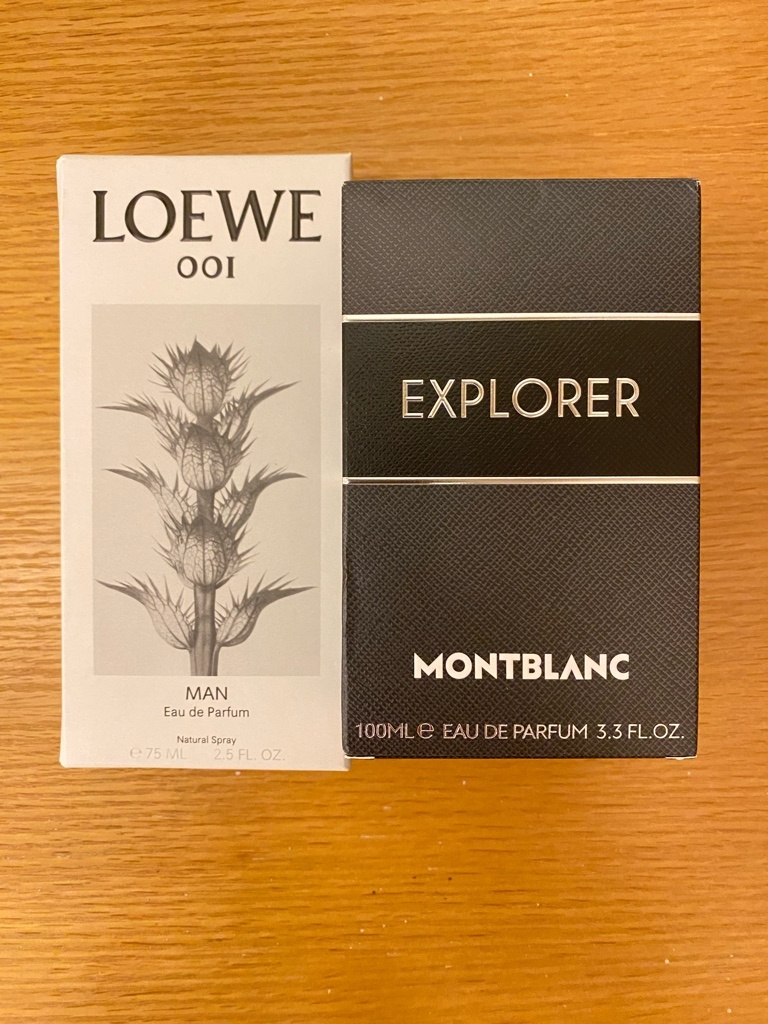 LOEWE
001
MAN
Eau de Parfum
Natural Spray
e 75 ML 2.5 FL. OZ.
EXPLORER
MONTBLANC
100ML e EAU DE PARFUM 3.3 FL.OZ.